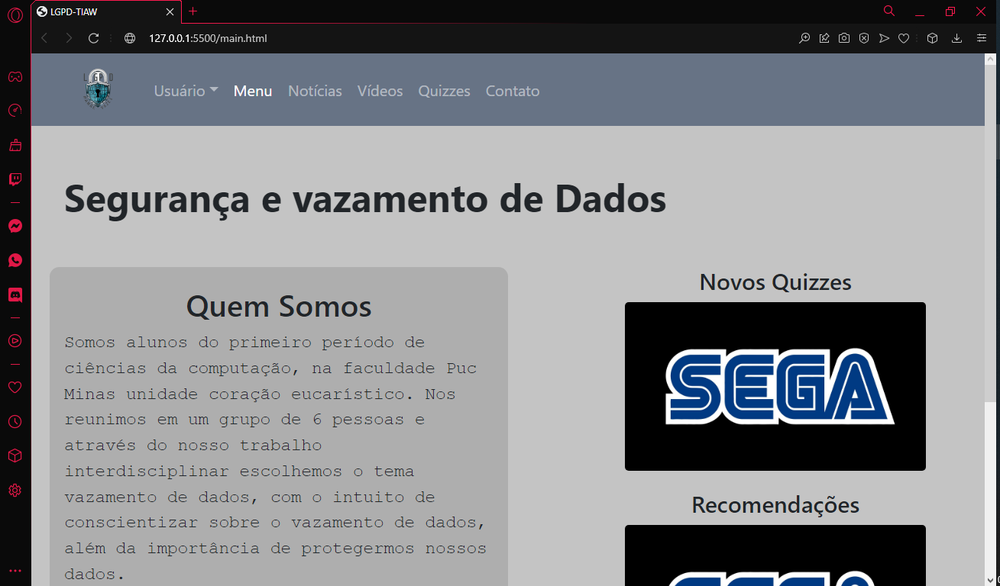 LGPD-TIAW
127.0.0.1:5500/main.html
Usuário Menu Notícias Vídeos Quizzes Contato
Segurança e vazamento de Dados
Quem Somos
Somos alunos do primeiro período de
ciências da computação, na faculdade Puc
Minas unidade coração eucarístico. Nos
reunimos em um grupo de 6 pessoas e
através do nosso trabalho
interdisciplinar escolhemos o tema
vazamento de dados, com o intuito de
conscientizar sobre o vazamento de dados,
além da importância de protegermos nossos
dados.
Novos Quizzes
SEGA
Recomendações